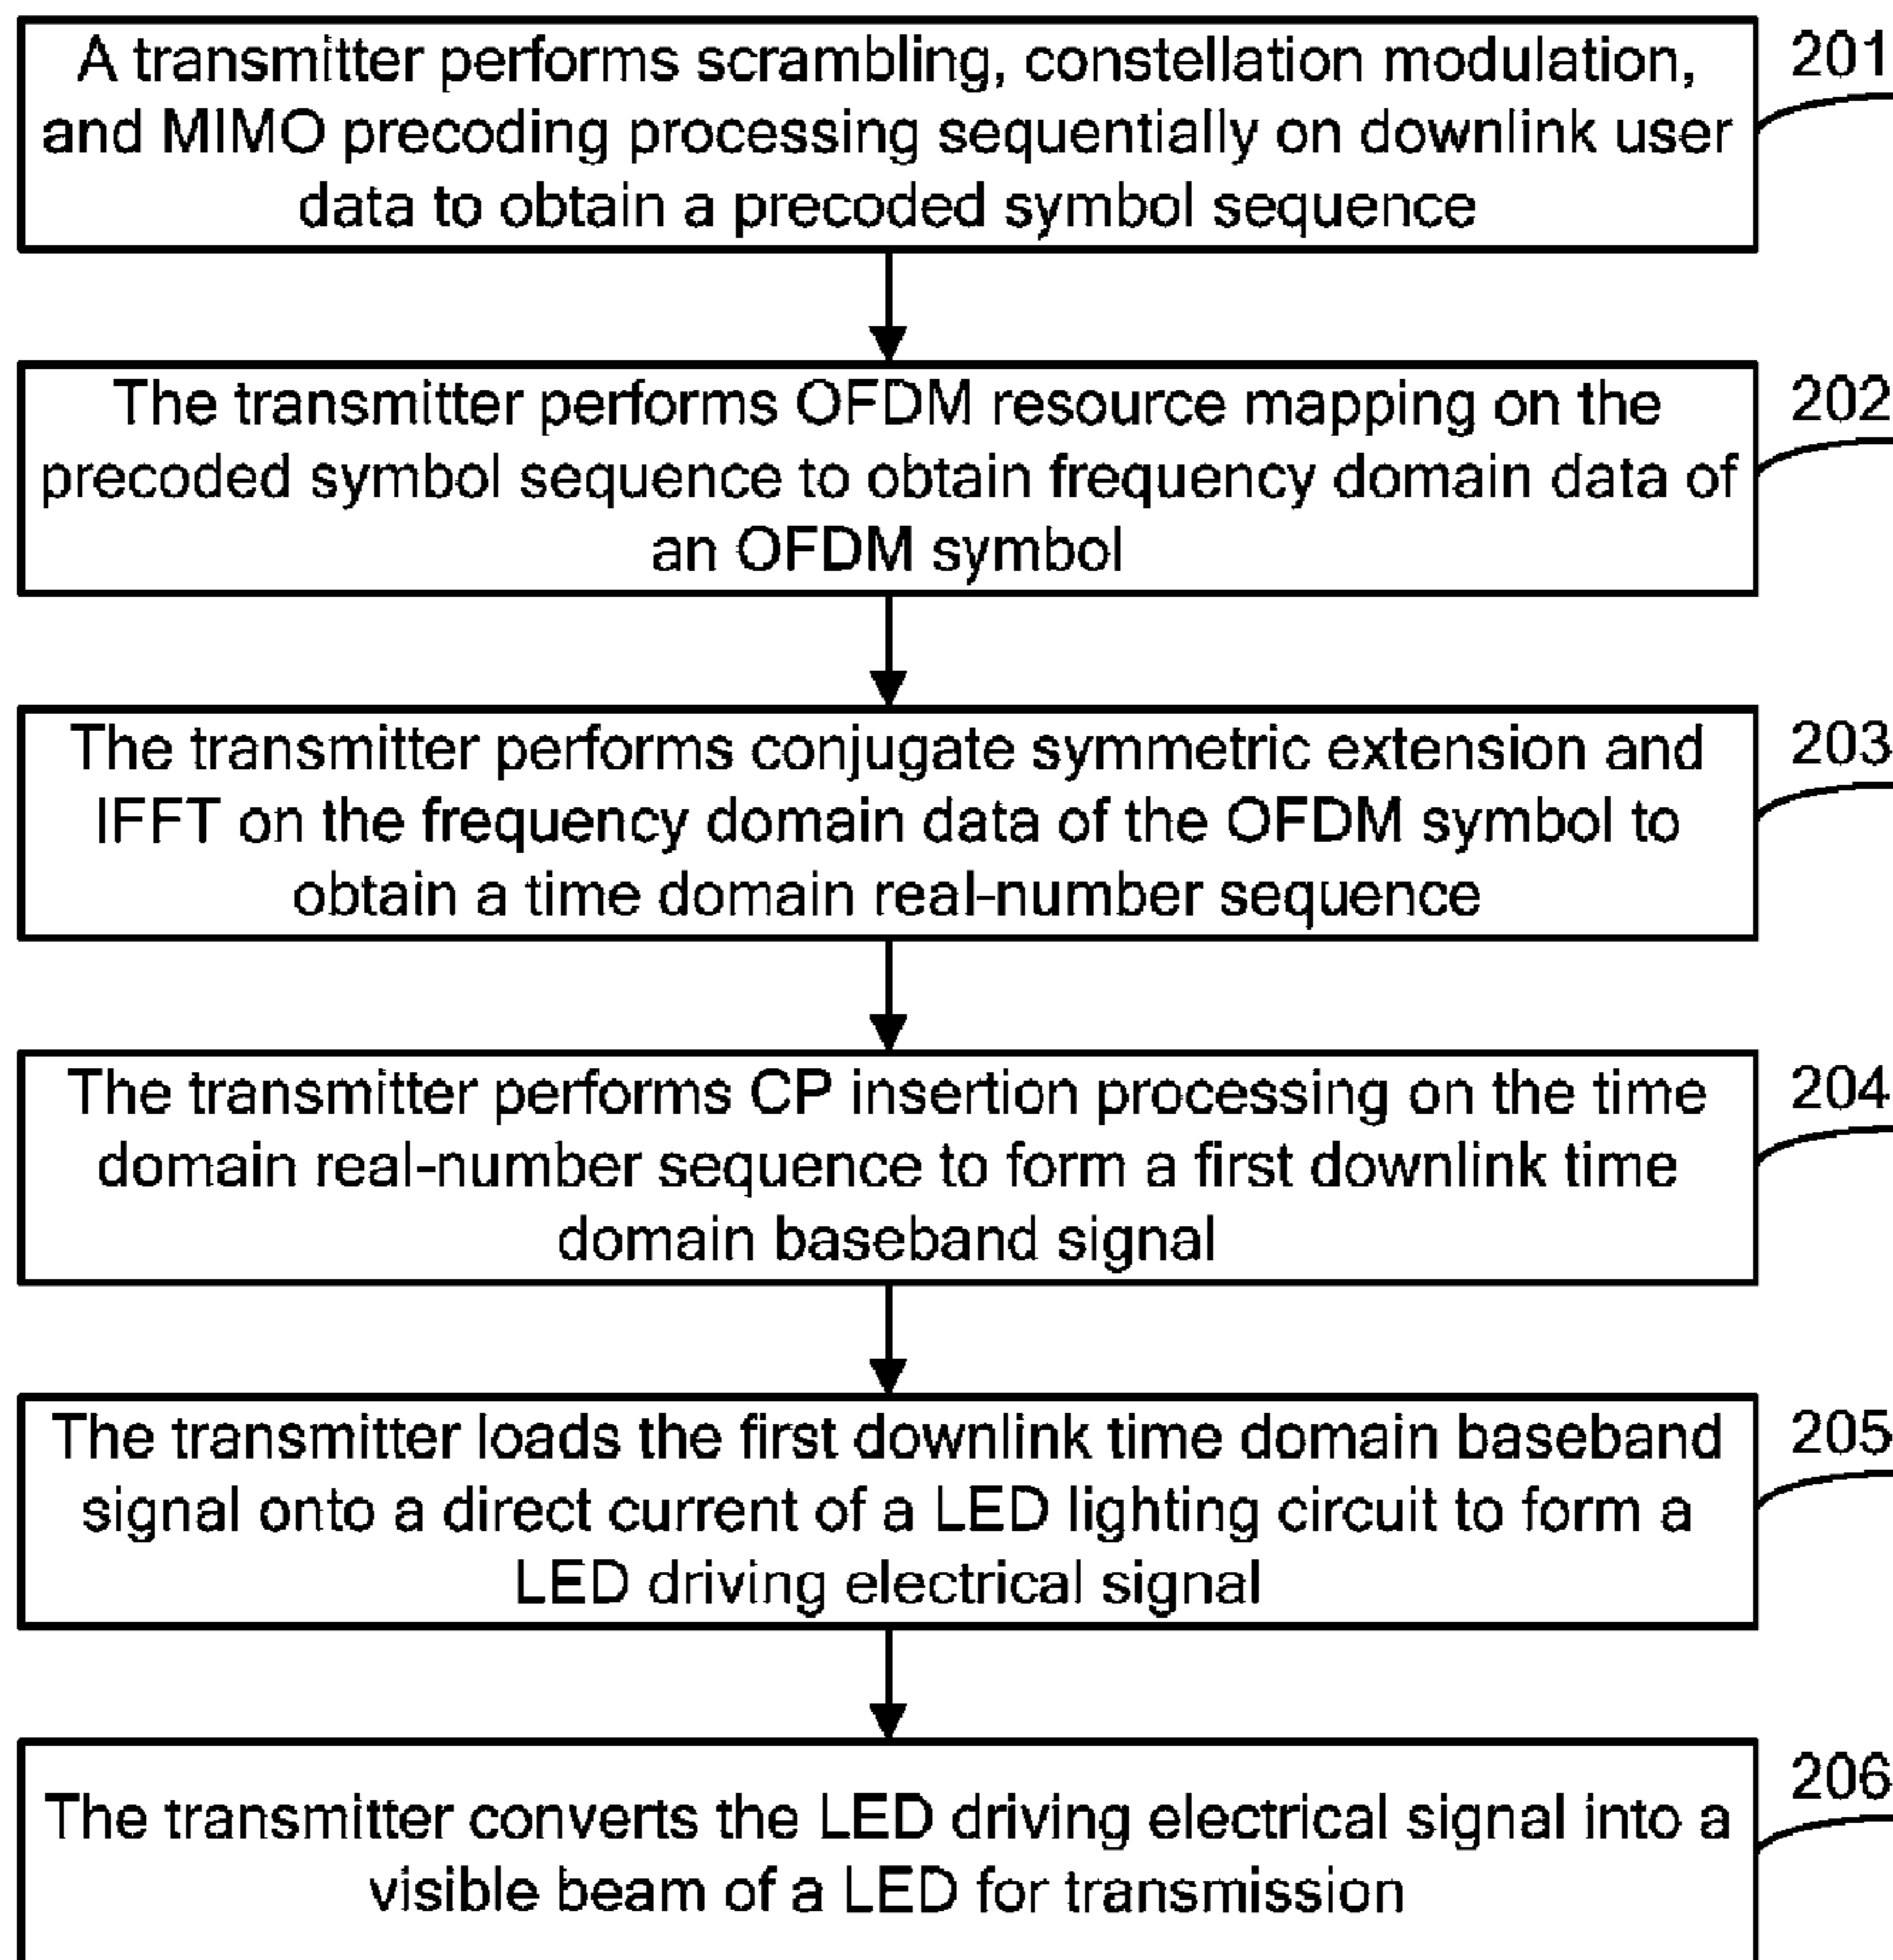 A transmitter performs scrambling, constellation modulation,
and MIMO precoding processing sequentially on downlink user
data to obtain a precoded symbol sequence
201
The transmitter performs OFDM resource mapping on the
precoded symbol sequence to obtain frequency domain data of
an OFDM symbol
202
The transmitter performs conjugate symmetric extension and
IFFT on the frequency domain data of the OFDM symbol to
obtain a time domain real-number sequence
203
The transmitter performs CP insertion processing on the time
domain real-number sequence to form a first downlink time
domain baseband signal
204
The transmitter loads the first downlink time domain baseband
signal onto a direct current of a LED lighting circuit to form a
LED driving electrical signal
205
The transmitter converts the LED driving electrical signal into a
visible beam of a LED for transmission
206